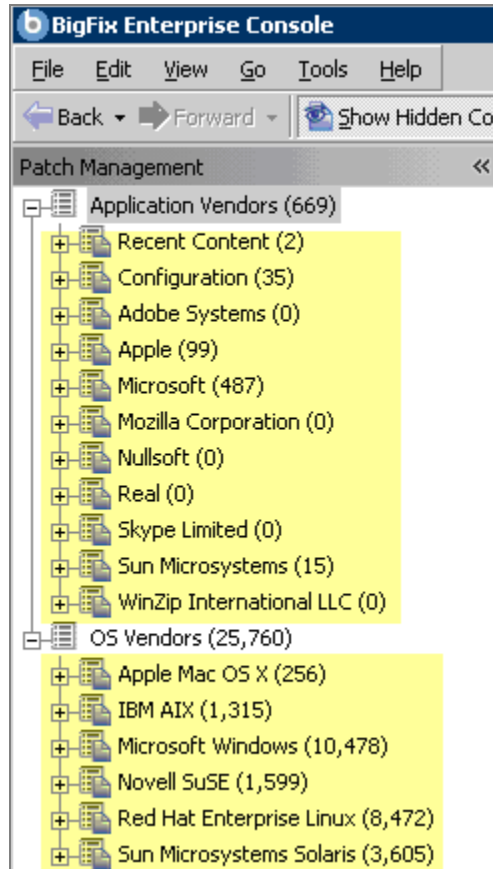 BigFix Enterprise Console
File Edit View Go Tools Help
Back Forward Show Hidden Co
Patch Management
Application Vendors (669)
Recent Content (2)
Configuration (35)
Adobe Systems (0)
Apple (99)
Microsoft (487)
Mozilla Corporation (0)
Nullsoft (0)
Real (0)
Skype Limited (0)
Sun Microsystems (15)
WinZip International LLC (0)
OS Vendors (25,760)
Apple Mac OS X (256)
IBM AIX (1,315)
Microsoft Windows (10,478)
Novell SuSE (1,599)
Red Hat Enterprise Linux (8,472)
Sun Microsystems Solaris (3,605)